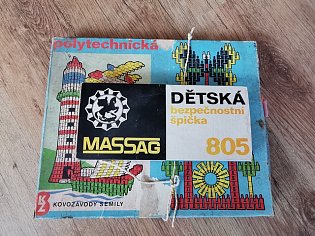 polytechnická
DĚTSKÁ
bezpečnostní
špička
MASSAG
805
KOVOZÁVODY SEMILY